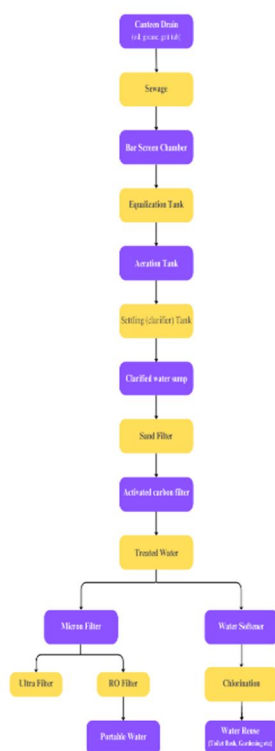 Canteen Drain
(oil, grease, grit tub)
Sewage
Bar Screen Chamber
Equalization Tank
Aeration Tank
Settling (clarifier) Tank
Clarified water sump
Sand Filter
Activated carbon filter
Treated Water
Micron Filter
Water Softener
Ultra Filter
RO Filter
Chlorination
Portable Water
Water Reuse
(Toilet flush, Gardening etc)